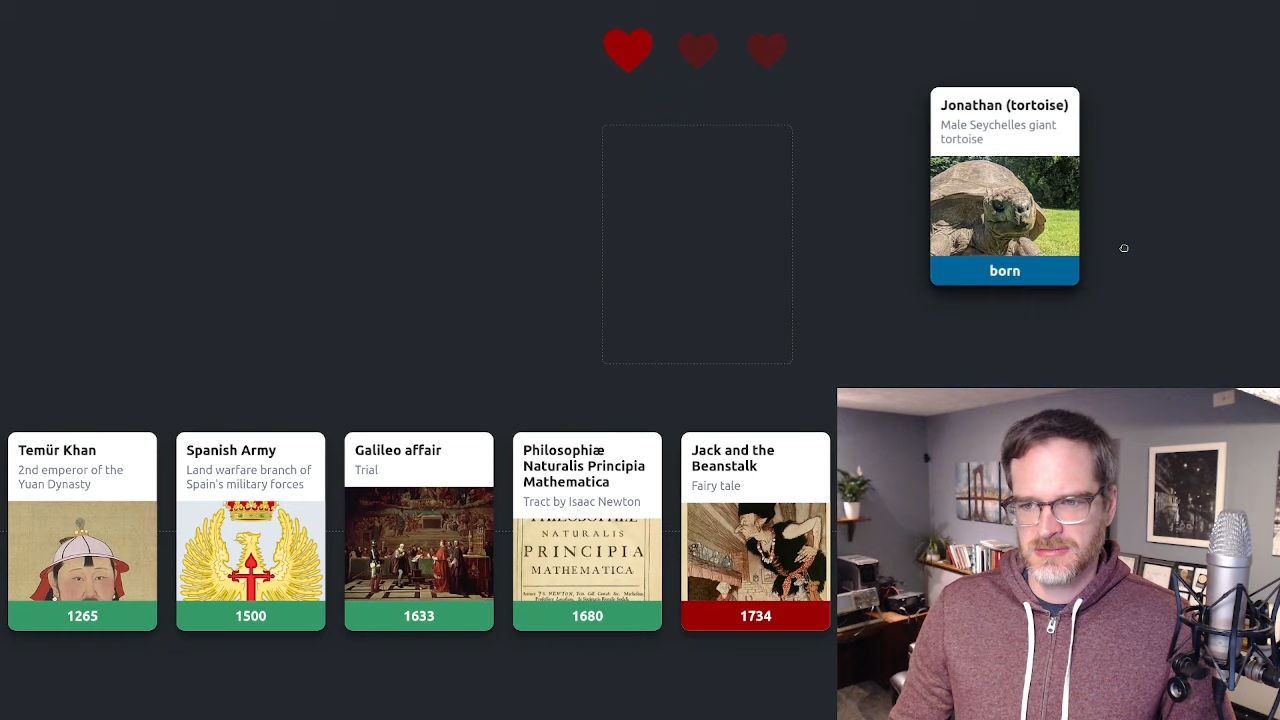 Jonathan (tortoise)
Male Seychelles giant
tortoise
born
Temür Khan
2nd emperor of the
Yuan Dynasty
1265
Spanish Army
Land warfare branch of
Spain's military forces
1500
Galileo affair
Trial
1633
Philosophiæ
Naturalis Principia
Mathematica
Tract by Isaac Newton
PHILOSOPHIÆ
NATURALIS
PRINCIPIA
MATHEMATICA
1680
Jack and the
Beanstalk
Fairy tale
1734